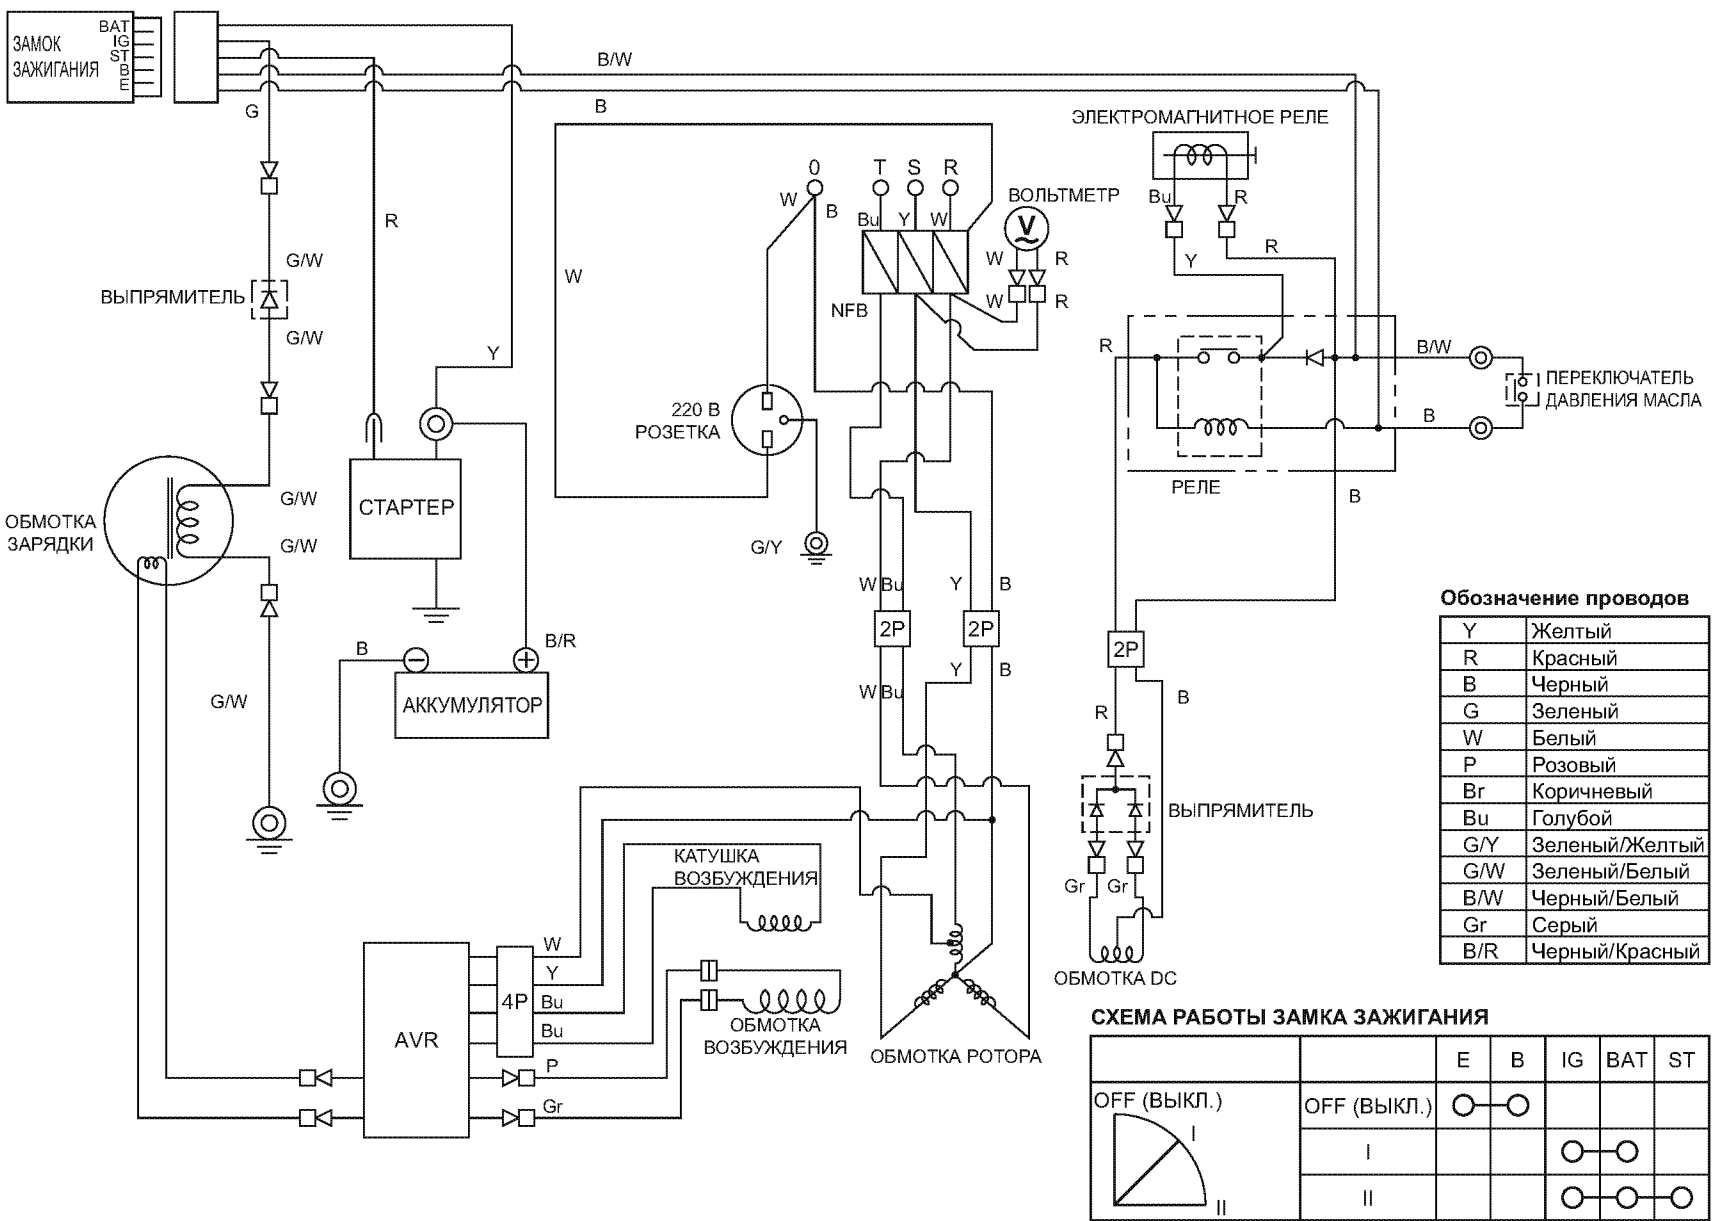 ЗАМОК
ЗАЖИГАНИЯ
BAT
IG
ST
B
E
B/W
B
G
ЭЛЕКТРОМАГНИТНОЕ РЕЛЕ
0
T
S
R
W
B
Bu
Y
W
ВОЛЬТМЕТР
V
W
R
W
R
NFB
Bu
R
Y
R
R
G/W
ВЫПРЯМИТЕЛЬ
G/W
Y
W
R
B/W
ПЕРЕКЛЮЧАТЕЛЬ
ДАВЛЕНИЯ МАСЛА
B
РЕЛЕ
B
220 В
РОЗЕТКА
G/Y
ОБМОТКА
ЗАРЯДКИ
G/W
G/W
СТАРТЕР
B
B/R
АККУМУЛЯТОР
G/W
W
Bu
Y
B
2P
2P
Y
B
W
Bu
2P
R
B
ВЫПРЯМИТЕЛЬ
Gr
Gr
ОБМОТКА DC
КАТУШКА
ВОЗБУЖДЕНИЯ
W
Y
4P
Bu
Bu
AVR
P
Gr
ОБМОТКА
ВОЗБУЖДЕНИЯ
ОБМОТКА РОТОРА
Обозначение проводов
Y Желтый
R Красный
B Черный
G Зеленый
W Белый
P Розовый
Br Коричневый
Bu Голубой
G/Y Зеленый/Желтый
G/W Зеленый/Белый
B/W Черный/Белый
Gr Серый
B/R Черный/Красный
СХЕМА РАБОТЫ ЗАМКА ЗАЖИГАНИЯ
E B IG BAT ST
OFF (ВЫКЛ.)
I
II
OFF (ВЫКЛ.)
I
II